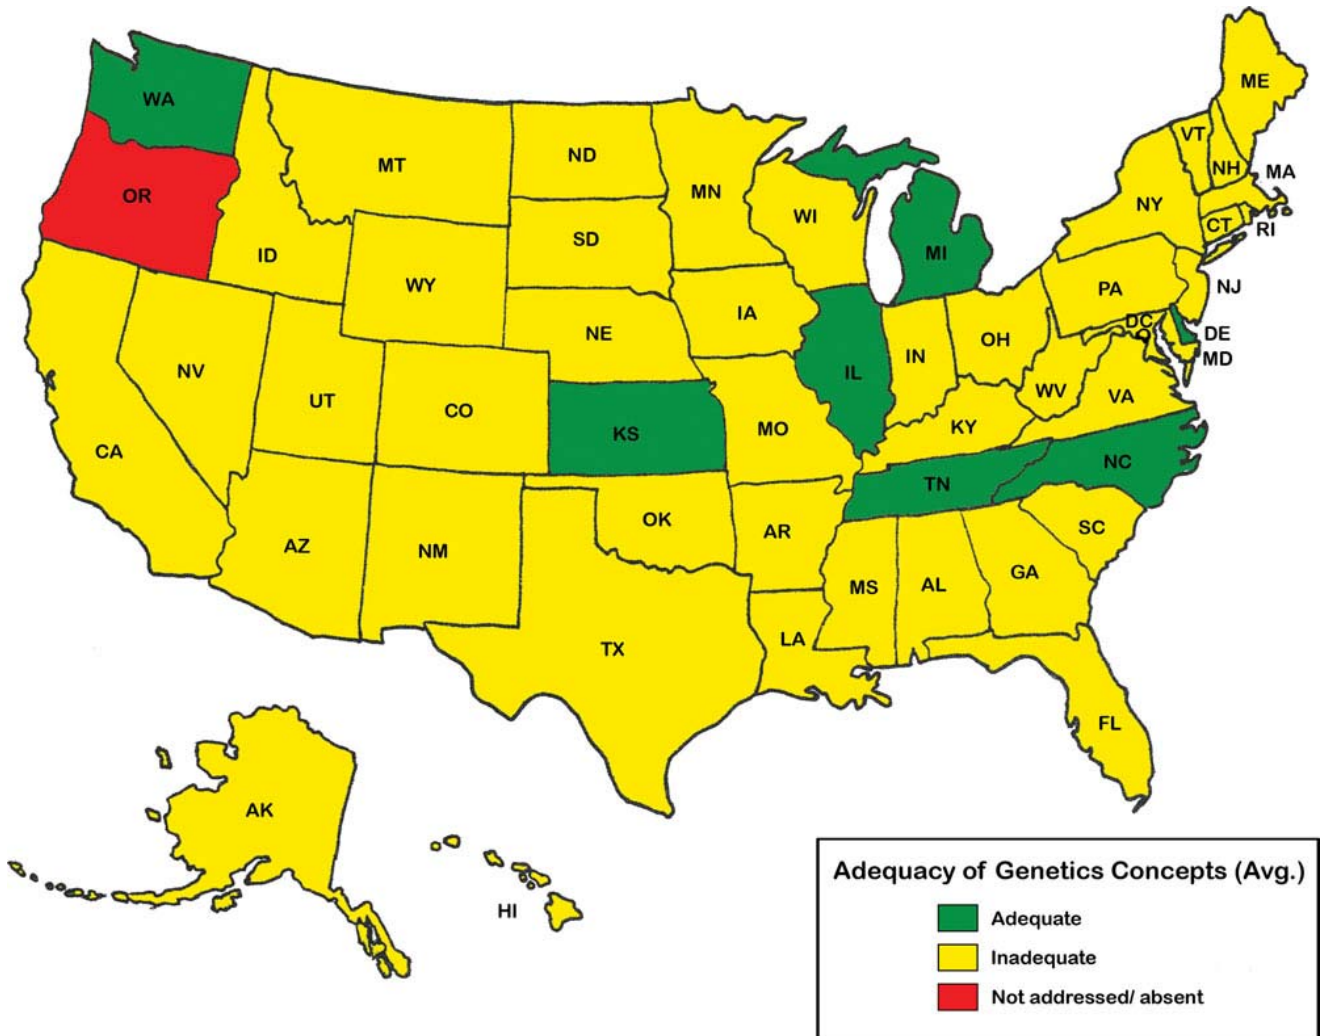 ME
WA
VT
MT
ND
NH
MA
OR
MN
NY
WI
CT
RI
SD
ID
MI
WY
PA
NJ
IA
DC
NE
OH
DE
IN
MD
NV
IL
UT
CO
WV
VA
KS
MO
KY
CA
NC
TN
OK
SC
AR
AZ
NM
GA
MS
AL
LA
TX
FL
AK
HI
Adequacy of Genetics Concepts (Avg.)
Adequate
Inadequate
Not addressed/ absent